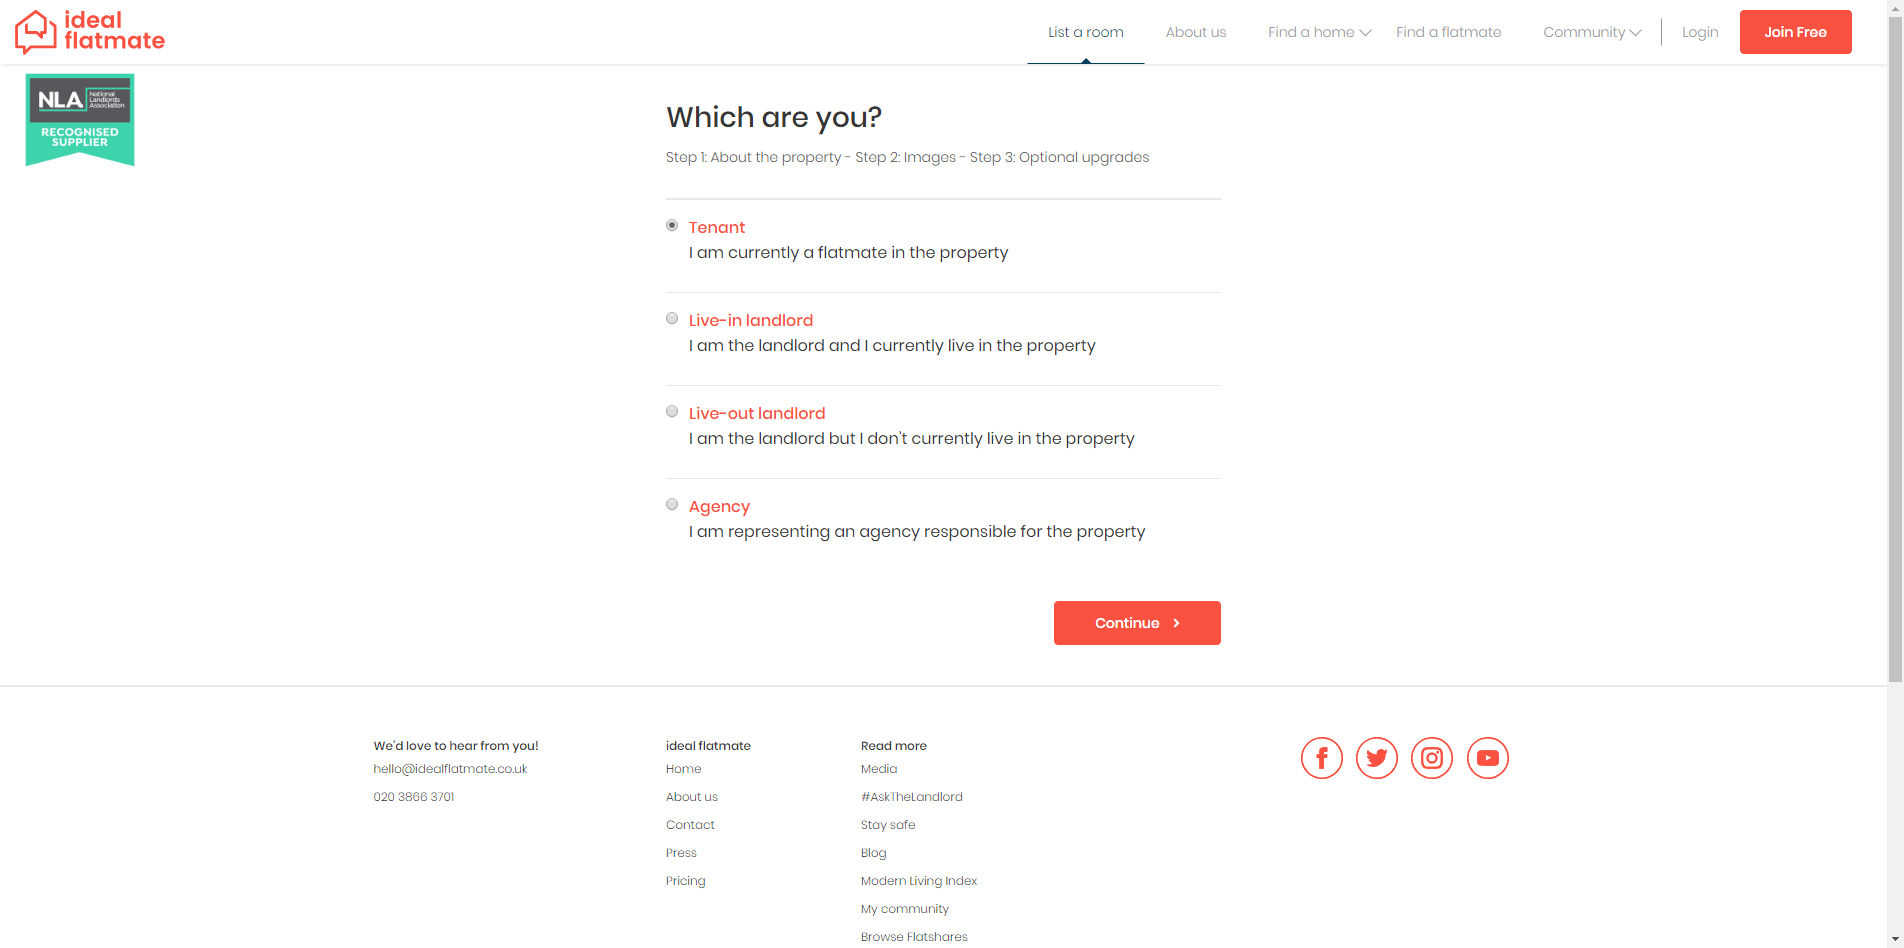 ideal
flatmate
List a room
About us
Find a home
Find a flatmate
Community
Login
Join Free
NLA National Landlords Association
RECOGNISED
SUPPLIER
Which are you?
Step 1: About the property - Step 2: Images - Step 3: Optional upgrades
Tenant
I am currently a flatmate in the property
Live-in landlord
I am the landlord and I currently live in the property
Live-out landlord
I am the landlord but I don't currently live in the property
Agency
I am representing an agency responsible for the property
Continue
We'd love to hear from you!
hello@idealflatmate.co.uk
020 3866 3701
ideal flatmate
Home
About us
Contact
Press
Pricing
Read more
Media
#AskTheLandlord
Stay safe
Blog
Modern Living Index
My community
Browse Flatshares